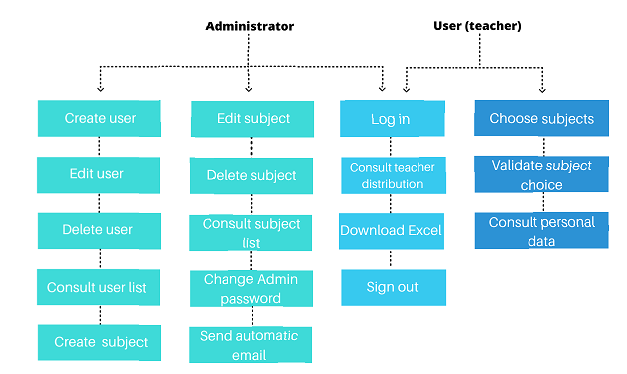 Administrator
User (teacher)
Create user
Edit user
Delete user
Consult user list
Create subject
Edit subject
Delete subject
Consult subject
list
Change Admin
password
Send automatic
email
Log in
Consult teacher
distribution
Download Excel
Sign out
Choose subjects
Validate subject
choice
Consult personal
data